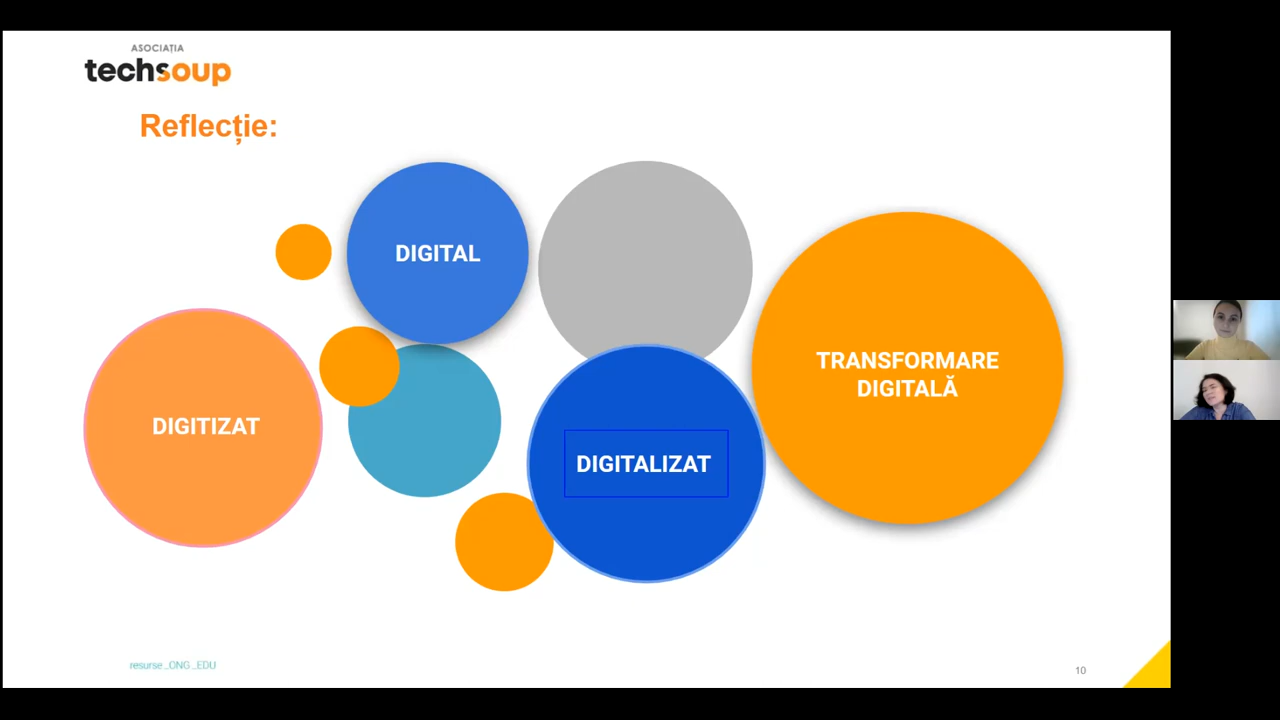 ASOCIAȚIA
techsoup
Reflecție:
DIGITAL
DIGITIZAT
DIGITALIZAT
TRANSFORMARE
DIGITALĂ
resurse_ONG_EDU
10